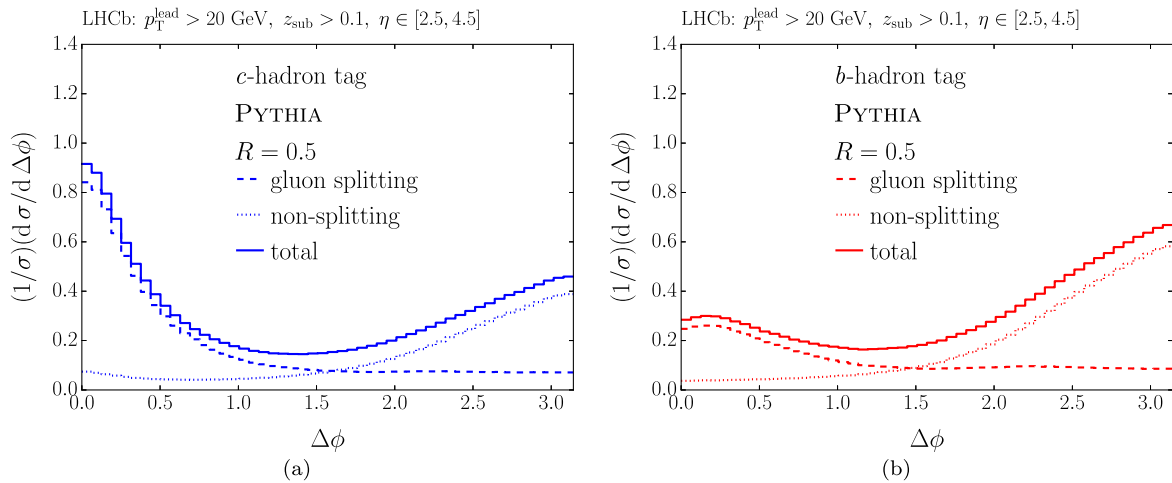 LHCb: p_T^lead > 20 GeV, z_sub > 0.1, η ∈ [2.5, 4.5]
1.4
1.2
1.0
0.8
0.6
0.4
0.2
0.0
(1/σ)(d σ/d Δϕ)
c-hadron tag
PYTHIA
R = 0.5
gluon splitting
non-splitting
total
0.0 0.5 1.0 1.5 2.0 2.5 3.0
Δϕ
(a)
LHCb: p_T^lead > 20 GeV, z_sub > 0.1, η ∈ [2.5, 4.5]
1.4
1.2
1.0
0.8
0.6
0.4
0.2
0.0
(1/σ)(d σ/d Δϕ)
b-hadron tag
PYTHIA
R = 0.5
gluon splitting
non-splitting
total
0.0 0.5 1.0 1.5 2.0 2.5 3.0
Δϕ
(b)